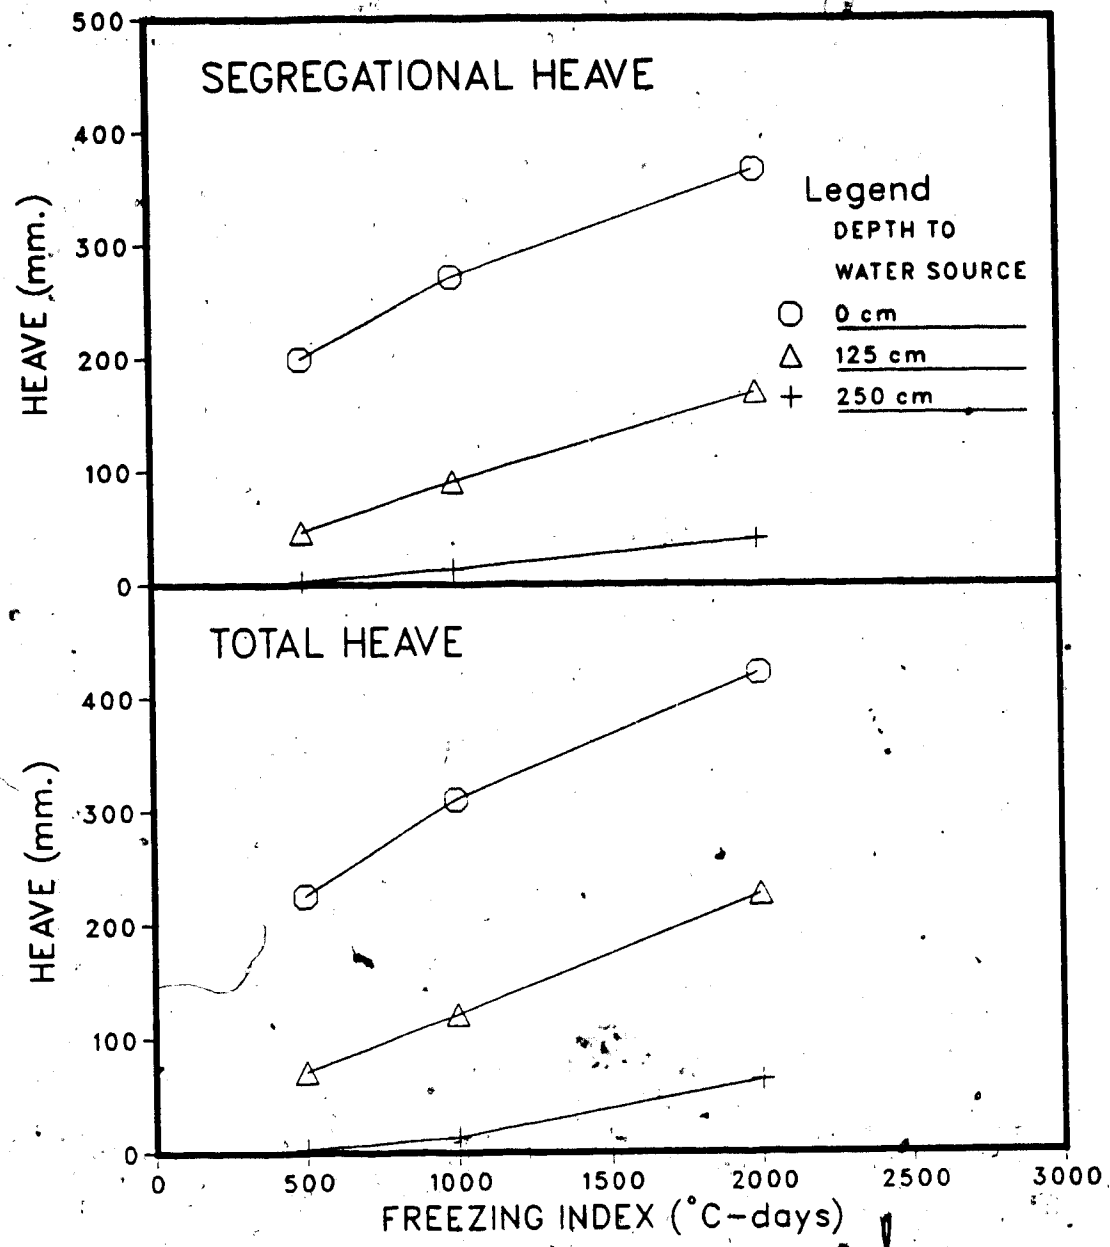 500
SEGREGATIONAL HEAVE
400
300
200
100
0
HEAVE (mm.)
Legend
DEPTH TO
WATER SOURCE
0 cm
125 cm
250 cm
TOTAL HEAVE
400
300
200
100
0
HEAVE (mm.)
0 500 1000 1500 2000 2500 3000
FREEZING INDEX (°C-days)